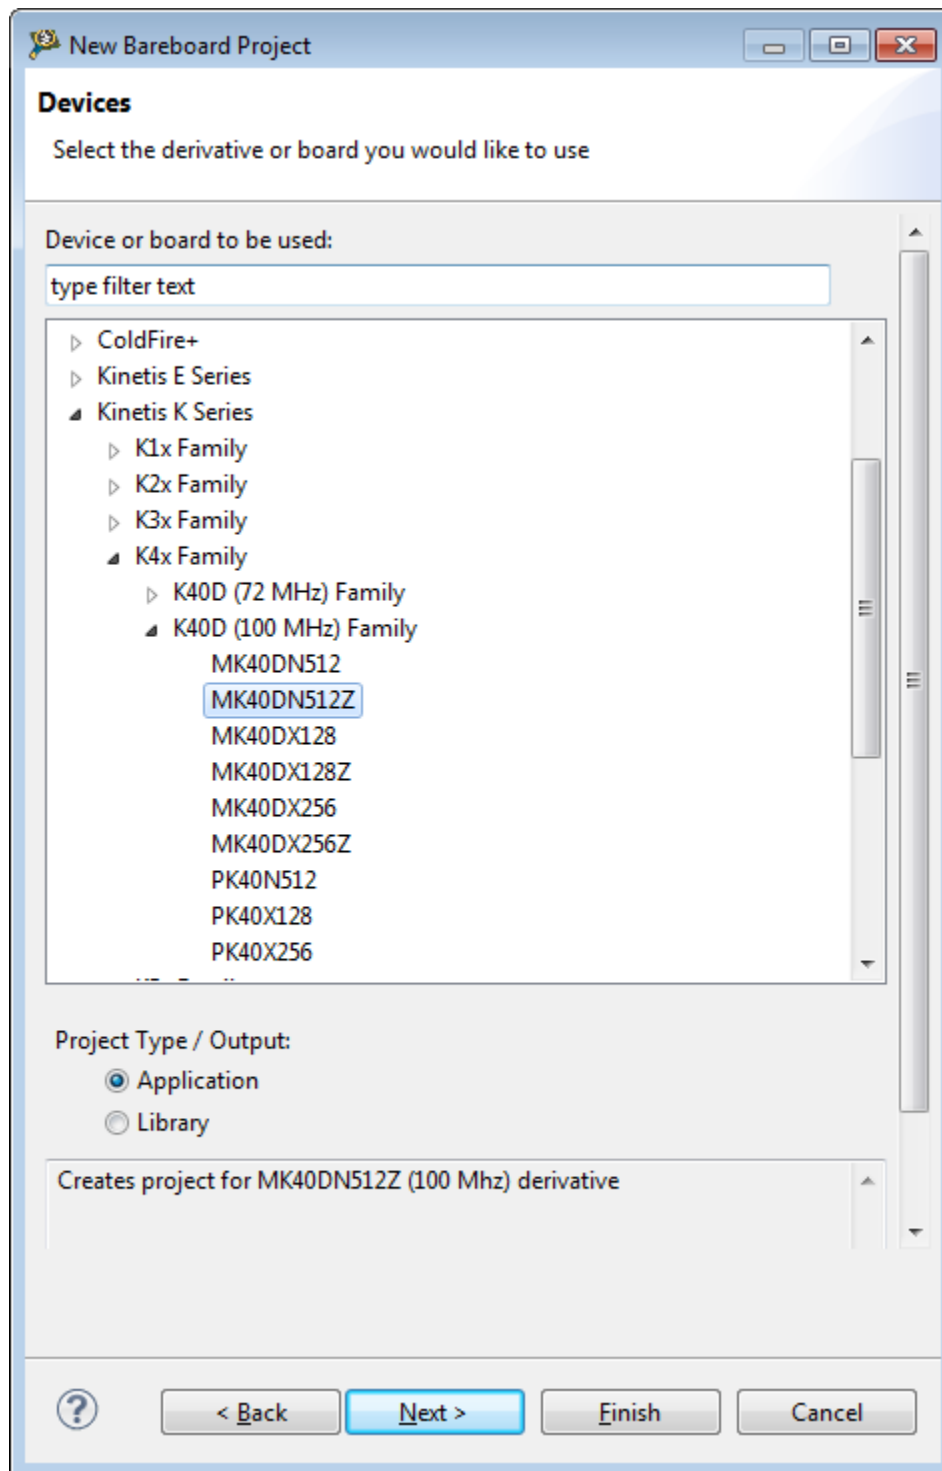 New Bareboard Project
Devices
Select the derivative or board you would like to use
Device or board to be used:
type filter text
ColdFire+
Kinetis E Series
Kinetis K Series
K1x Family
K2x Family
K3x Family
K4x Family
K40D (72 MHz) Family
K40D (100 MHz) Family
MK40DN512
MK40DN512Z
MK40DX128
MK40DX128Z
MK40DX256
MK40DX256Z
PK40N512
PK40X128
PK40X256
Project Type / Output:
Application
Library
Creates project for MK40DN512Z (100 Mhz) derivative
? < Back Next > Finish Cancel